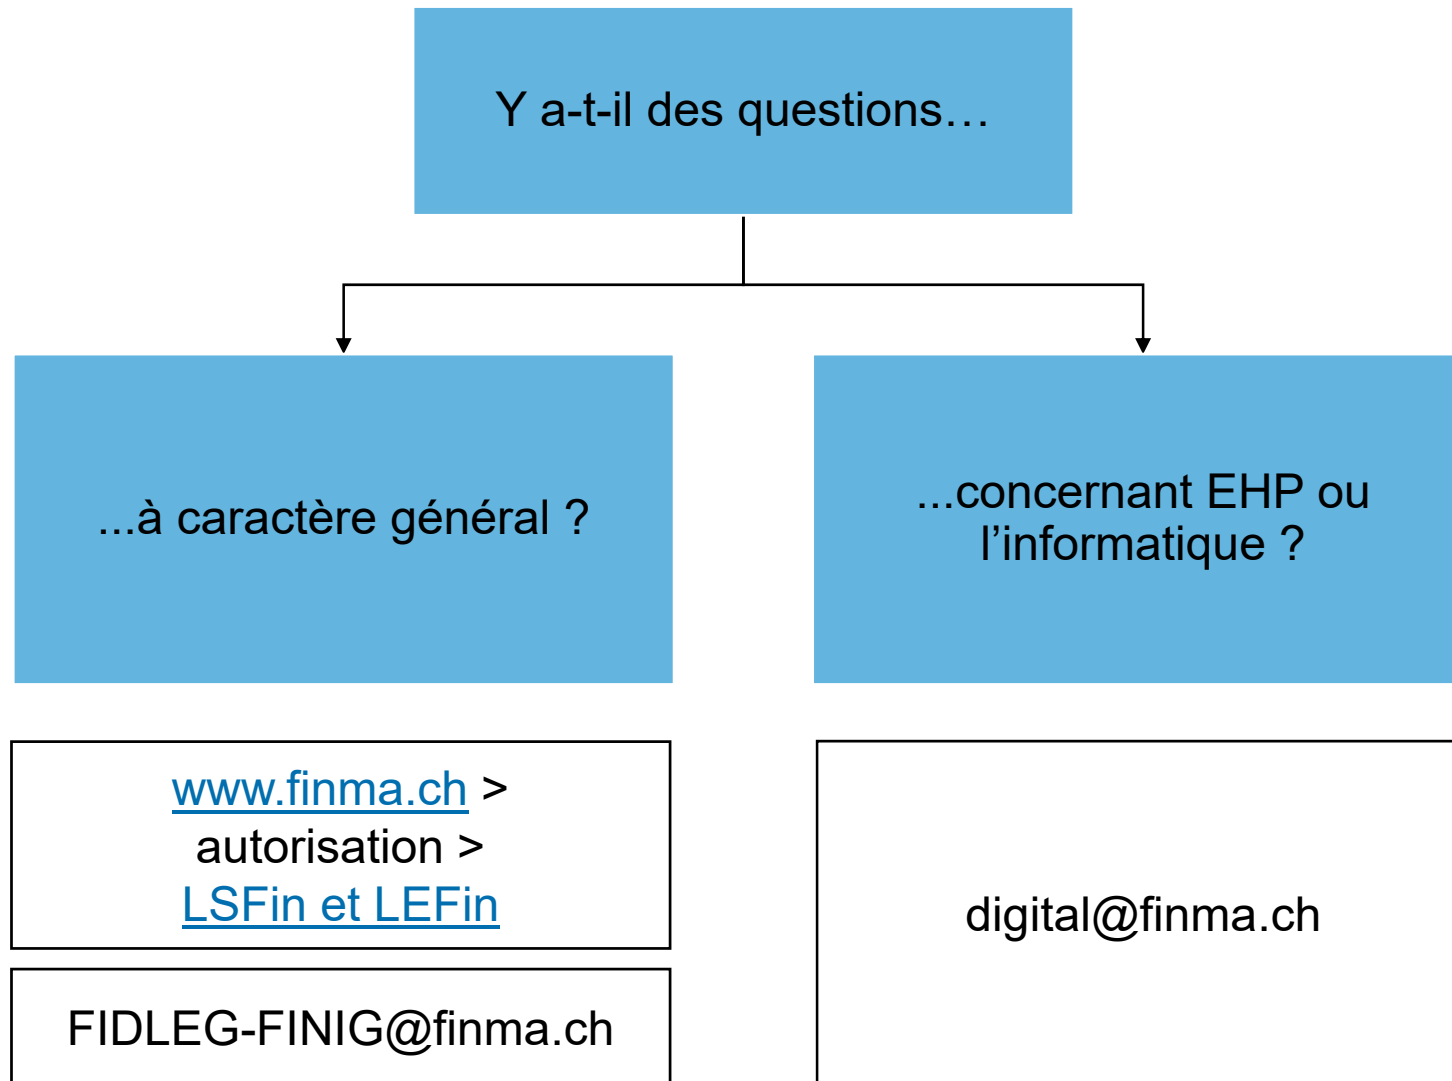 Y a-t-il des questions…
...à caractère général ?
...concernant EHP ou
l’informatique ?
www.finma.ch >
autorisation >
LSFin et LEFin
FIDLEG-FINIG@finma.ch
digital@finma.ch